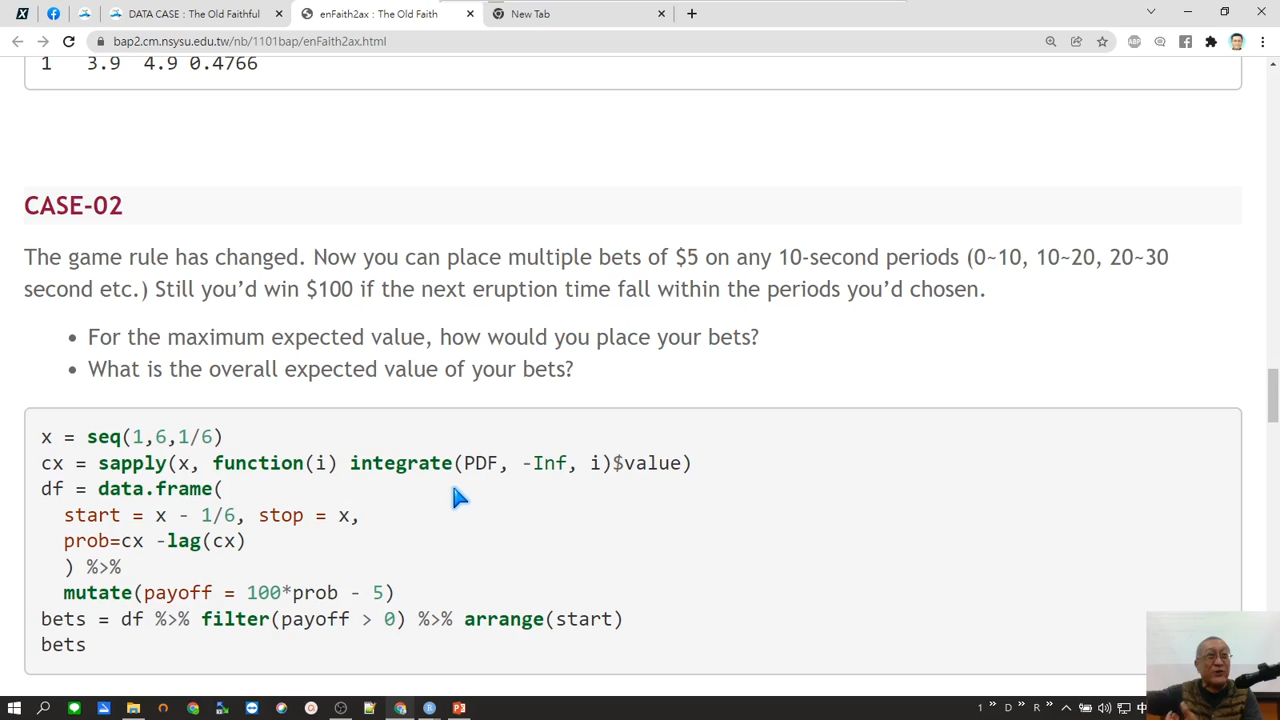 DATA CASE : The Old Faithful
enFaith2ax : The Old Faith
New Tab
bap2.cm.nsysu.edu.tw/nb/1101bap/enFaith2ax.html
1 3.9 4.9 0.4766
CASE-02
The game rule has changed. Now you can place multiple bets of $5 on any 10-second periods (0~10, 10~20, 20~30
second etc.) Still you’d win $100 if the next eruption time fall within the periods you’d chosen.
• For the maximum expected value, how would you place your bets?
• What is the overall expected value of your bets?
x = seq(1,6,1/6)
cx = sapply(x, function(i) integrate(PDF, -Inf, i)$value)
df = data.frame(
start = x - 1/6, stop = x,
prob=cx -lag(cx)
) %>%
mutate(payoff = 100*prob - 5)
bets = df %>% filter(payoff > 0) %>% arrange(start)
bets
1 » D » R » 中